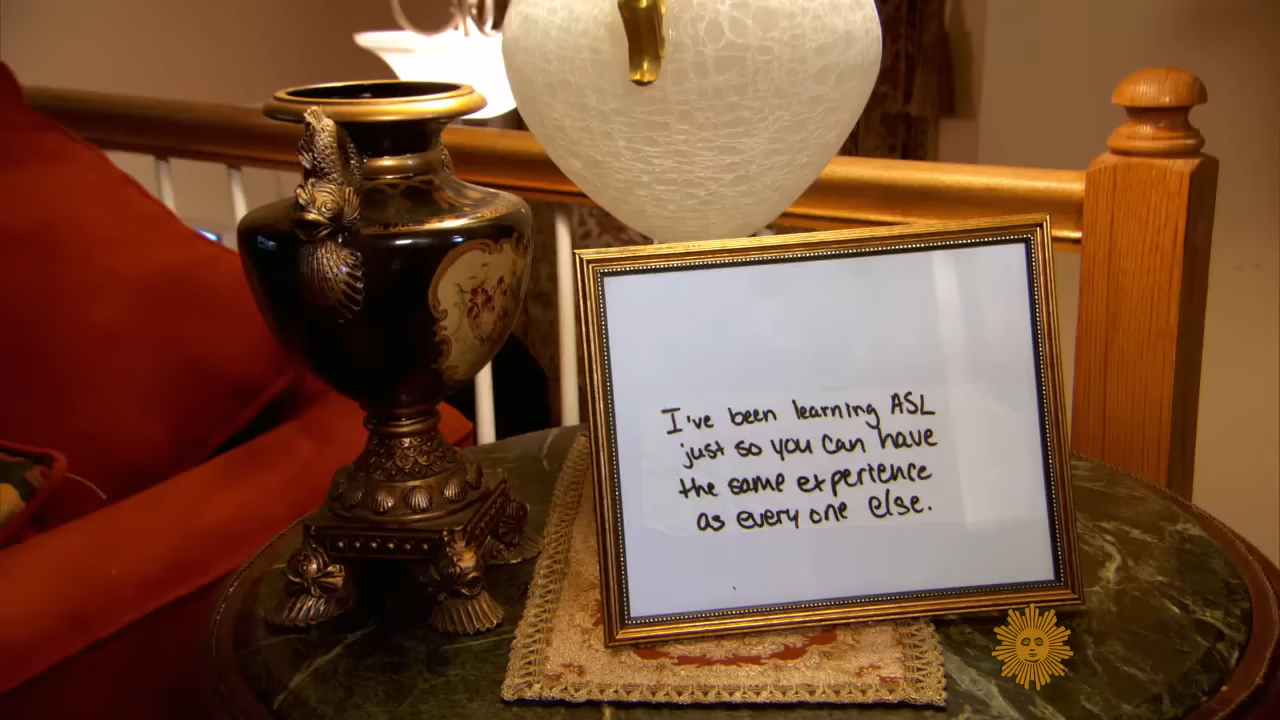 I've been learning ASL
just so you can have
the same experience
as every one else.